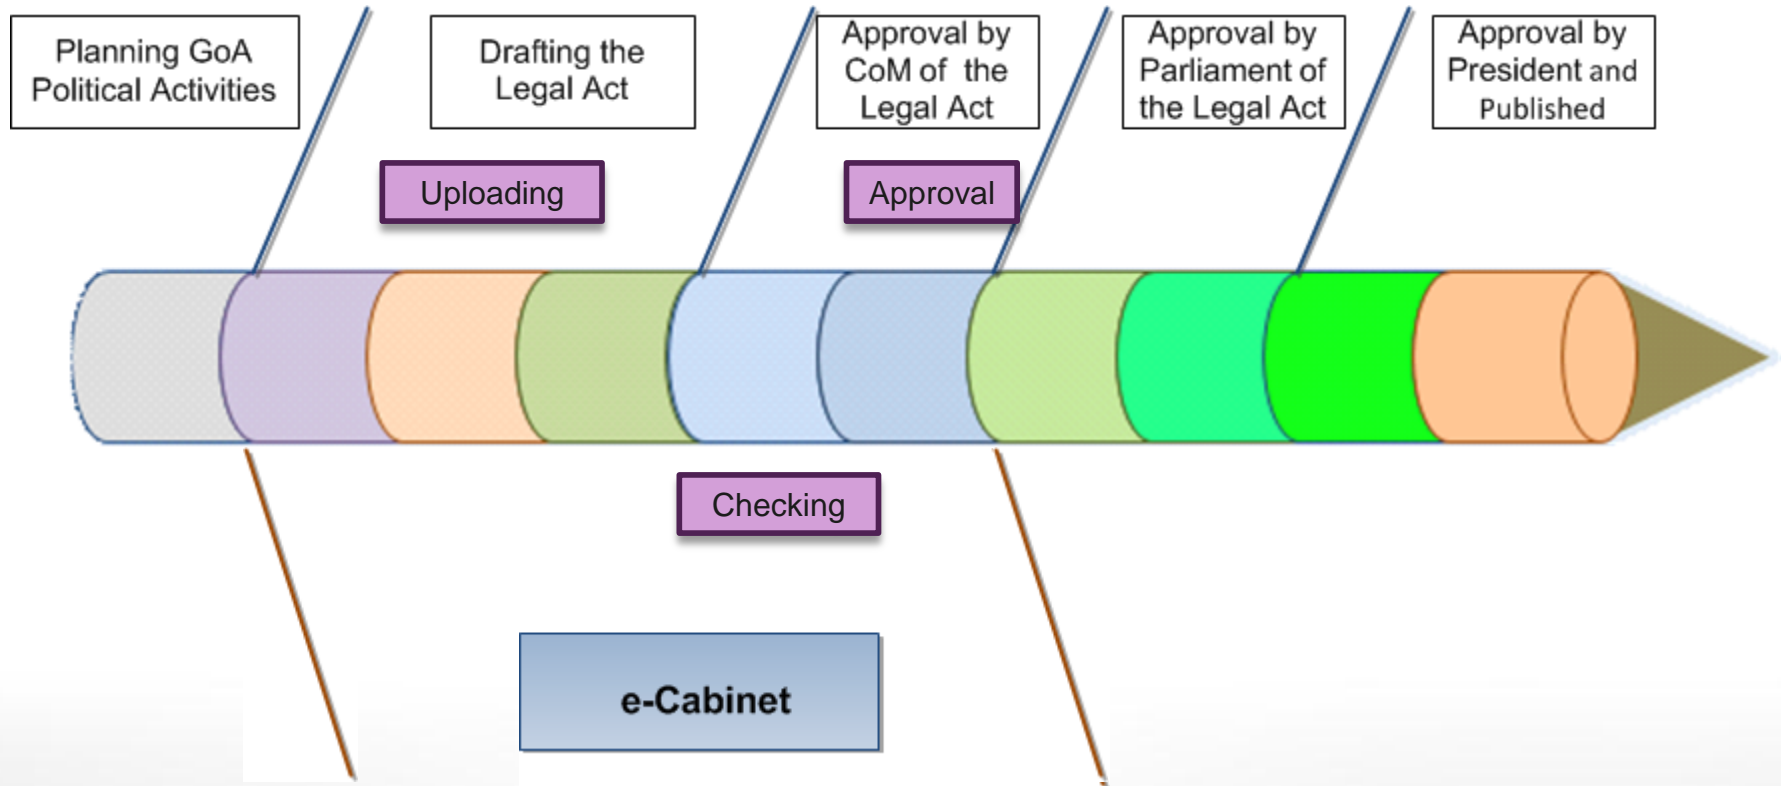 Planning GoA
Political Activities
Drafting the
Legal Act
Approval by
CoM of the
Legal Act
Approval by
Parliament of
the Legal Act
Approval by
President and
Published
Uploading
Approval
Checking
e-Cabinet